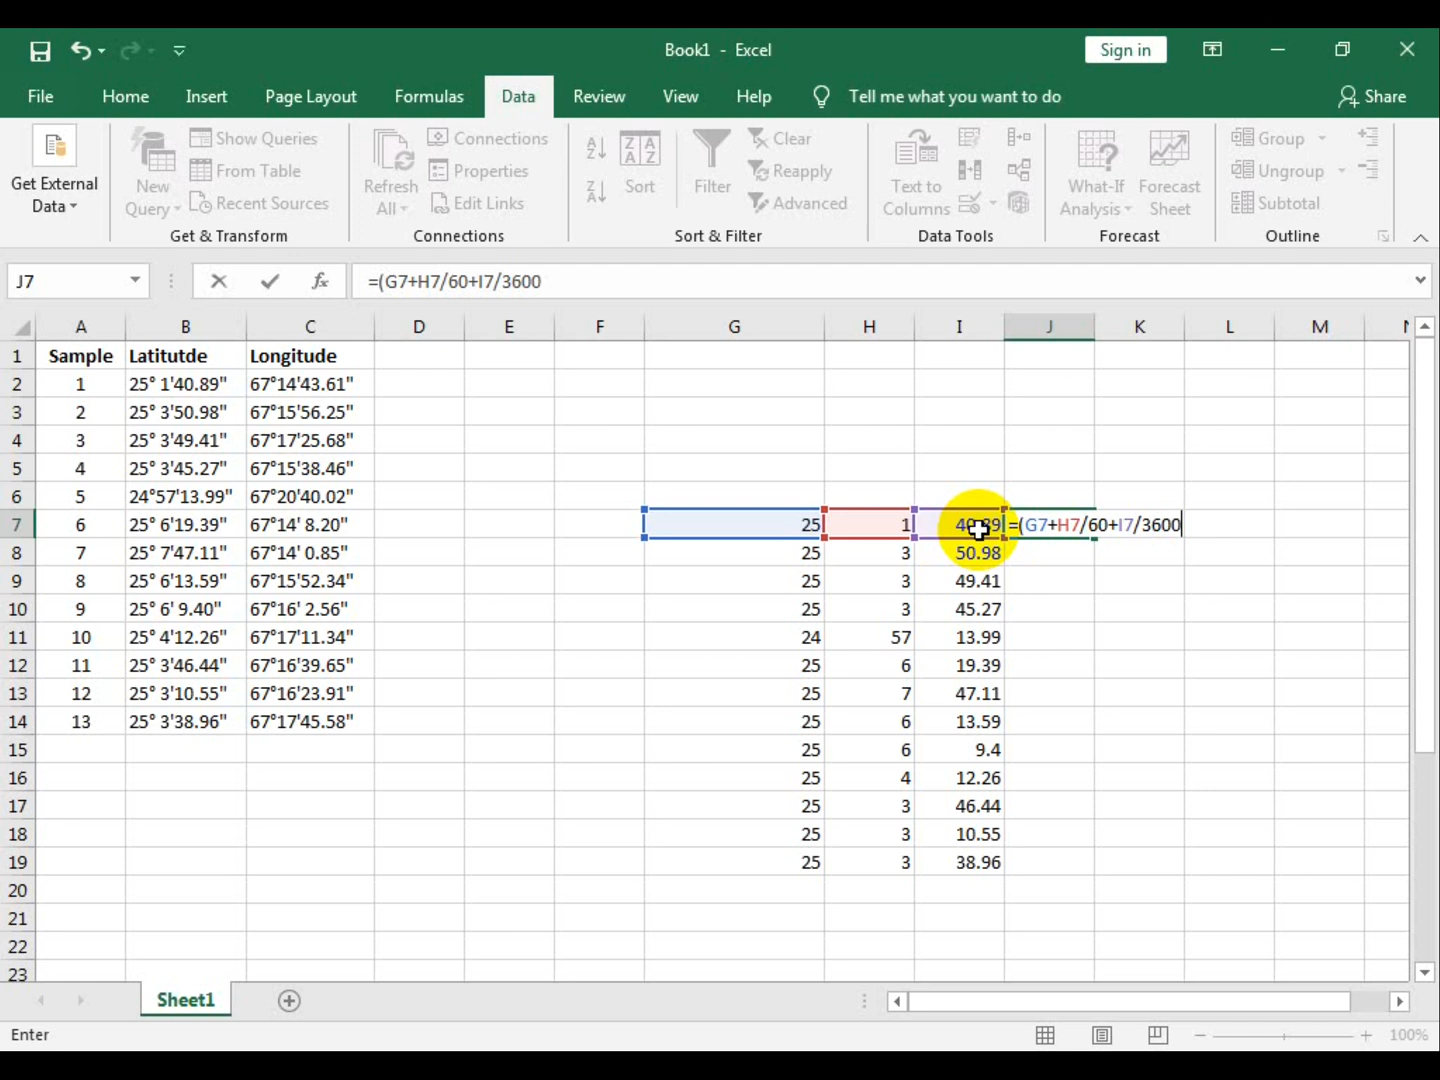 Book1 - Excel
Sign in
File Home Insert Page Layout Formulas Data Review View Help Tell me what you want to do Share
Get External Data
New Query
Show Queries
From Table
Recent Sources
Get & Transform
Refresh All
Connections
Properties
Edit Links
Connections
Sort
Filter
Clear
Reapply
Advanced
Sort & Filter
Text to Columns
Data Tools
What-If Analysis
Forecast Sheet
Forecast
Group
Ungroup
Subtotal
Outline
J7 fx =(G7+H7/60+I7/3600
A B C D E F G H I J K L M
1 Sample Latitutde Longitude
2 1 25° 1'40.89" 67°14'43.61"
3 2 25° 3'50.98" 67°15'56.25"
4 3 25° 3'49.41" 67°17'25.68"
5 4 25° 3'45.27" 67°15'38.46"
6 5 24°57'13.99" 67°20'40.02"
7 6 25° 6'19.39" 67°14' 8.20" 25 1 40.89 =(G7+H7/60+I7/3600
8 7 25° 7'47.11" 67°14' 0.85" 25 3 50.98
9 8 25° 6'13.59" 67°15'52.34" 25 3 49.41
10 9 25° 6' 9.40" 67°16' 2.56" 25 3 45.27
11 10 25° 4'12.26" 67°17'11.34" 24 57 13.99
12 11 25° 3'46.44" 67°16'39.65" 25 6 19.39
13 12 25° 3'10.55" 67°16'23.91" 25 7 47.11
14 13 25° 3'38.96" 67°17'45.58" 25 6 13.59
15 25 6 9.4
16 25 4 12.26
17 25 3 46.44
18 25 3 10.55
19 25 3 38.96
20
21
22
23
Sheet1
Enter
100%